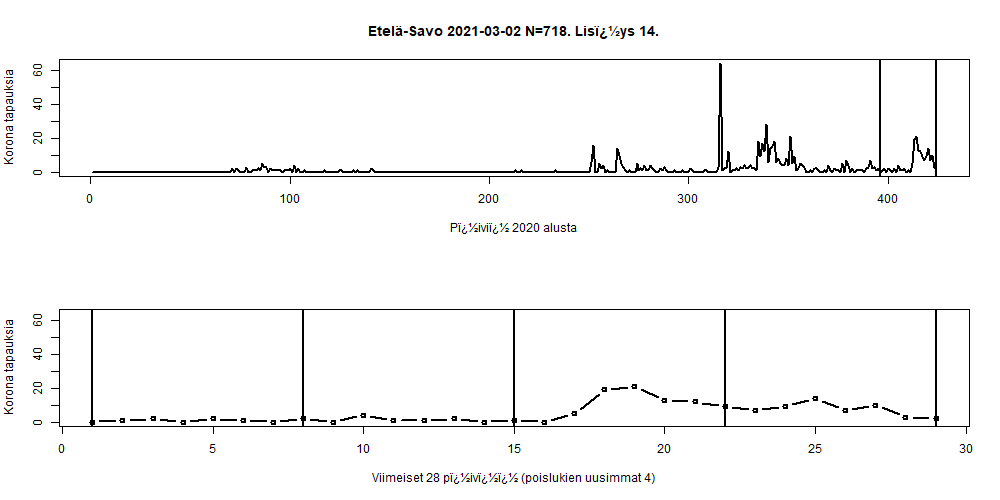 Etelä-Savo 2021-03-02 N=718. Lisï¿½ys 14.
Korona tapauksia
60
40
20
0
0 100 200 300 400
Pï¿½iviï¿½ 2020 alusta
Korona tapauksia
60
40
20
0
0 5 10 15 20 25 30
Viimeiset 28 pï¿½ivï¿½ï¿½ (poislukien uusimmat 4)